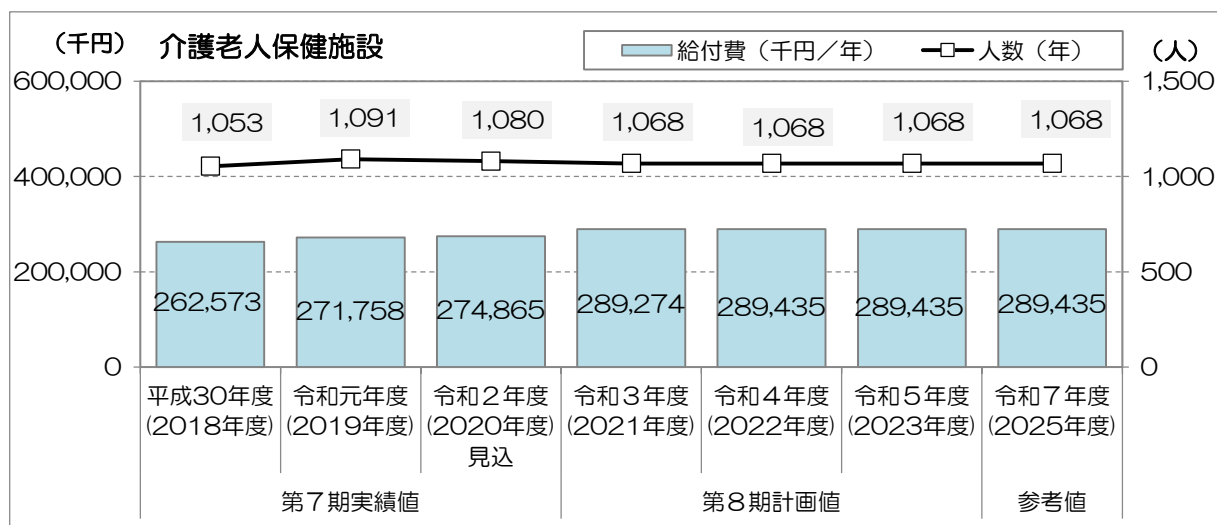 （千円） 介護老人保健施設 給付費（千円／年） 人数（年） （人）
600,000 1,500
1,053 1,091 1,080 1,068 1,068 1,068 1,068
400,000 1,000
200,000 500
262,573 271,758 274,865 289,274 289,435 289,435 289,435
0 0
平成30年度 令和元年度 令和２年度 令和３年度 令和４年度 令和５年度 令和７年度
(2018年度) (2019年度) (2020年度) (2021年度) (2022年度) (2023年度) (2025年度)
見込
第７期実績値 第８期計画値 参考値